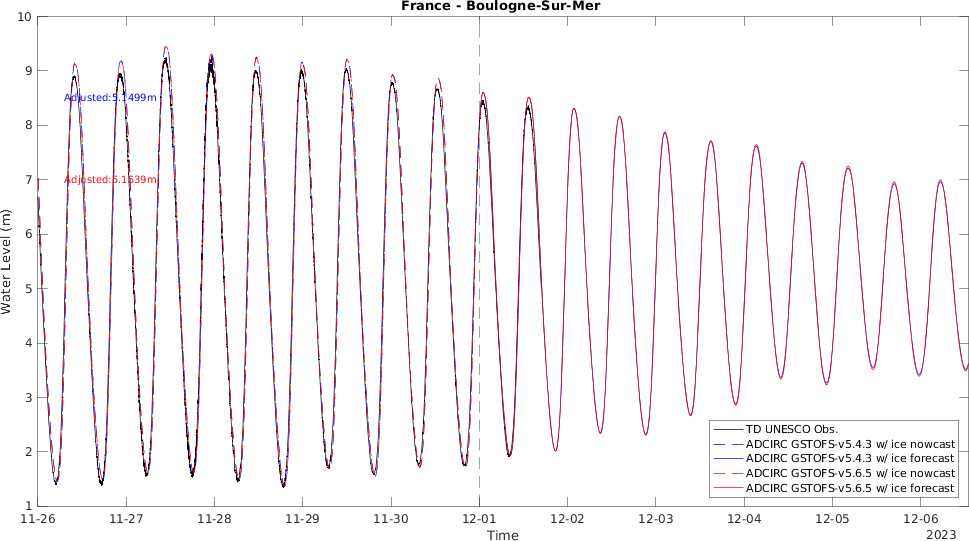 France - Boulogne-Sur-Mer
10
9
8
7
6
5
4
3
2
1
Water Level (m)
Adjusted:5.1499m
Adjusted:5.1639m
TD UNESCO Obs.
ADCIRC GSTOFS-v5.4.3 w/ ice nowcast
ADCIRC GSTOFS-v5.4.3 w/ ice forecast
ADCIRC GSTOFS-v5.6.5 w/ ice nowcast
ADCIRC GSTOFS-v5.6.5 w/ ice forecast
11-26 11-27 11-28 11-29 11-30 12-01 12-02 12-03 12-04 12-05 12-06
Time
2023